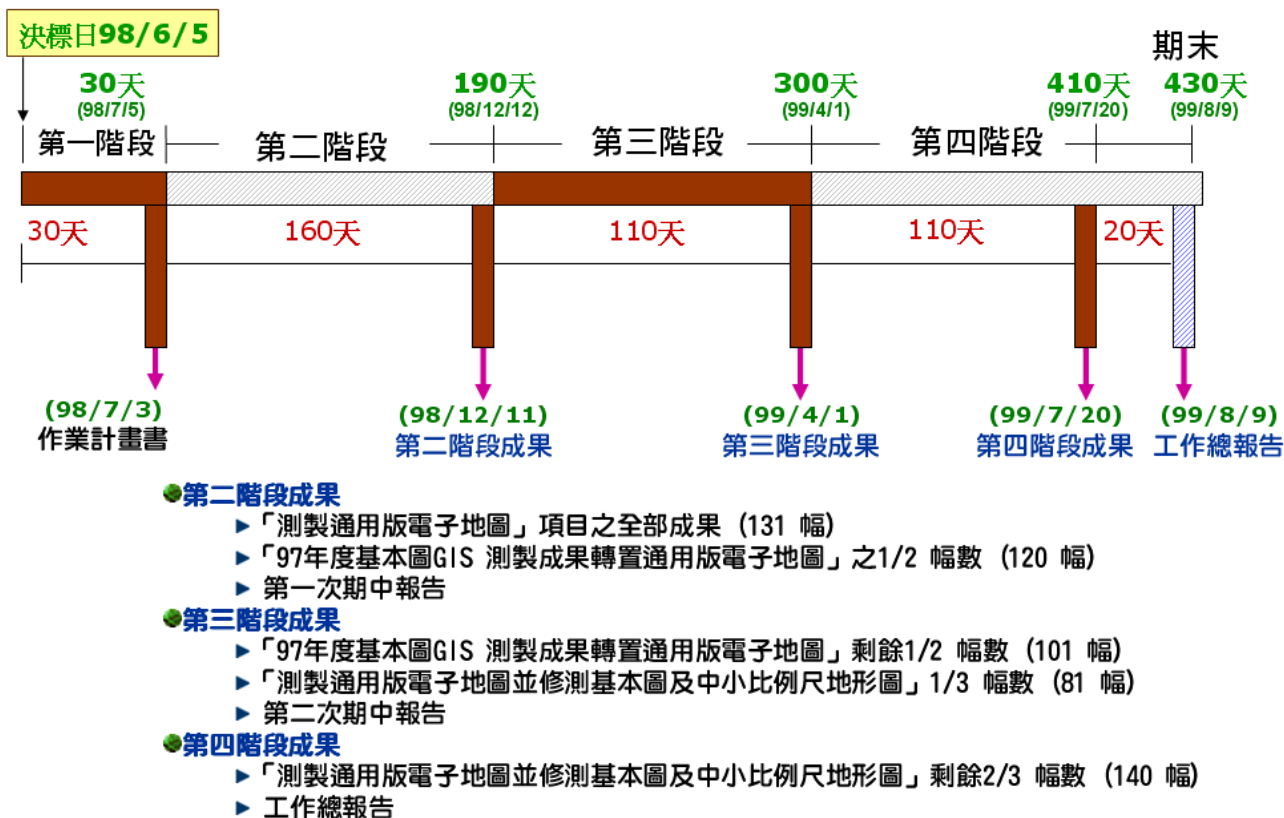 決標日98/6/5
期末
30天
190天
300天
410天
430天
(98/7/5)
(98/12/12)
(99/4/1)
(99/7/20)
(99/8/9)
第一階段
第二階段
第三階段
第四階段
30天
160天
110天
110天
20天
(98/7/3)
作業計畫書
(98/12/11)
第二階段成果
(99/4/1)
第三階段成果
(99/7/20)
第四階段成果
(99/8/9)
工作總報告
第二階段成果
「測製通用版電子地圖」項目之全部成果 (131 幅)
「97年度基本圖GIS 測製成果轉置通用版電子地圖」之1/2 幅數 (120 幅)
第一次期中報告
第三階段成果
「97年度基本圖GIS 測製成果轉置通用版電子地圖」剩餘1/2 幅數 (101 幅)
「測製通用版電子地圖並修測基本圖及中小比例尺地形圖」1/3 幅數 (81 幅)
第二次期中報告
第四階段成果
「測製通用版電子地圖並修測基本圖及中小比例尺地形圖」剩餘2/3 幅數 (140 幅)
工作總報告